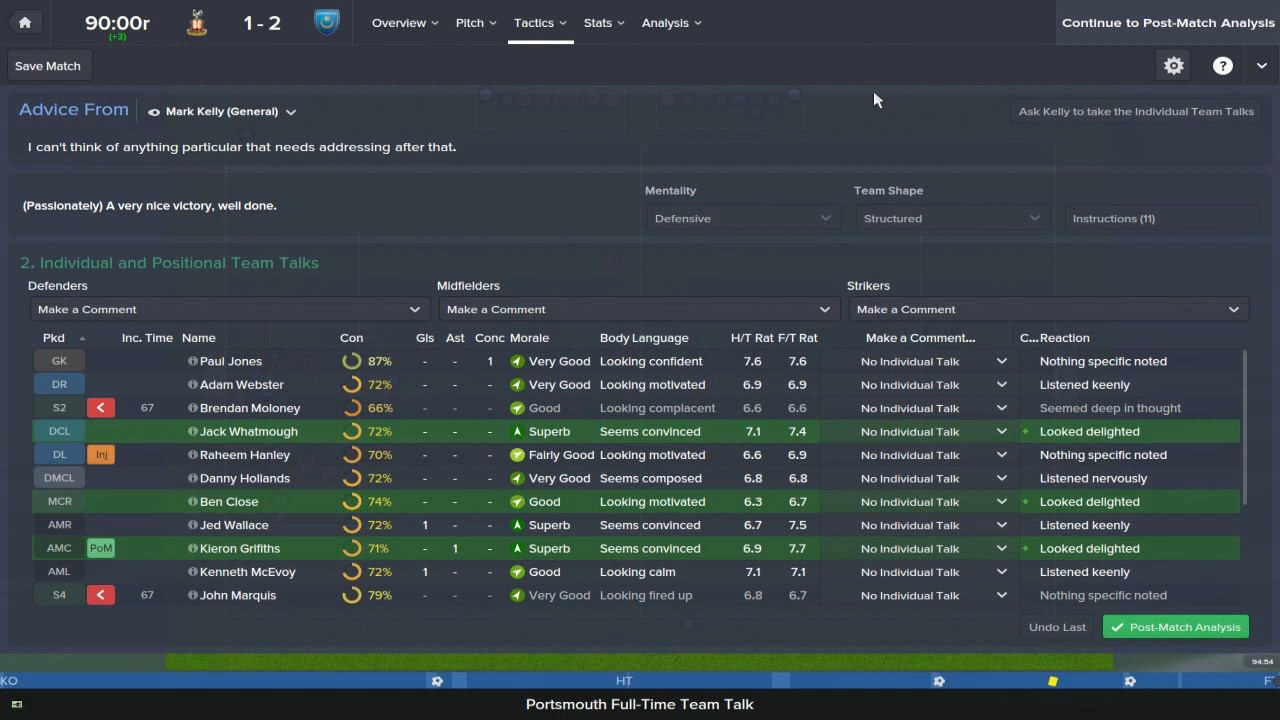 90:00r 1 - 2 Overview Pitch Tactics Stats Analysis Continue to Post-Match Analysis
(+3)
Save Match ?
Advice From Mark Kelly (General) Ask Kelly to take the Individual Team Talks
I can't think of anything particular that needs addressing after that.
Mentality Team Shape
(Passionately) A very nice victory, well done.
Defensive Structured Instructions (11)
2. Individual and Positional Team Talks
Defenders Midfielders Strikers
Make a Comment Make a Comment Make a Comment
Pkd Inc. Time Name Con Gls Ast Conc Morale Body Language H/T Rat F/T Rat Make a Comment... C... Reaction
GK Paul Jones 87% - - 1 Very Good Looking confident 7.6 7.6 No Individual Talk Nothing specific noted
DR Adam Webster 72% - - - Very Good Looking motivated 6.9 6.9 No Individual Talk Listened keenly
S2 67 Brendan Moloney 66% - - - Good Looking complacent 6.6 6.6 No Individual Talk Seemed deep in thought
DCL Jack Whatmough 72% - - - Superb Seems convinced 7.1 7.4 No Individual Talk Looked delighted
DL Inj Raheem Hanley 70% - - - Fairly Good Looking motivated 6.6 6.9 No Individual Talk Nothing specific noted
DMCL Danny Hollands 72% - - - Very Good Seems composed 6.8 6.8 No Individual Talk Listened nervously
MCR Ben Close 74% - - - Good Looking motivated 6.3 6.7 No Individual Talk Looked delighted
AMR Jed Wallace 72% 1 - - Superb Seems convinced 6.7 7.5 No Individual Talk Listened keenly
AMC PoM Kieron Grifiths 71% - 1 - Superb Seems convinced 6.9 7.7 No Individual Talk Looked delighted
AML Kenneth McEvoy 72% 1 - - Good Looking calm 7.1 7.1 No Individual Talk Listened keenly
S4 67 John Marquis 79% - - - Very Good Looking fired up 6.8 6.7 No Individual Talk Nothing specific noted
Undo Last Post-Match Analysis
94:54
KO HT FT
Portsmouth Full-Time Team Talk